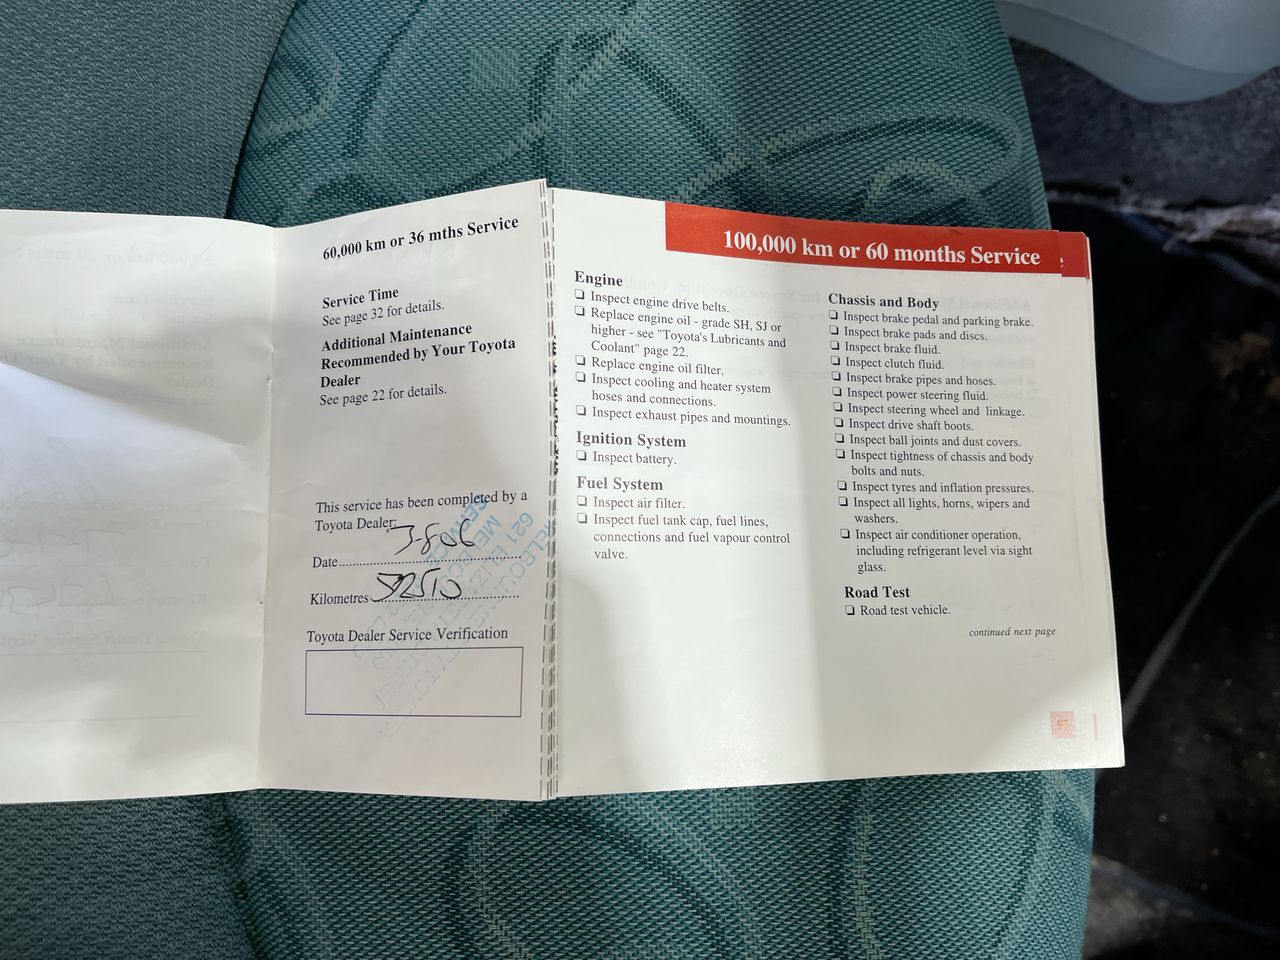 60,000 km or 36 mths Service
Service Time
See page 32 for details.
Additional Maintenance
Recommended by Your Toyota
Dealer
See page 22 for details.
This service has been completed by a
Toyota Dealer:
Date
Kilometres
Toyota Dealer Service Verification
SERVICE
621 ELIZABETH STREET
100,000 km or 60 months Service
Engine
❑ Inspect engine drive belts.
❑ Replace engine oil - grade SH, SJ or
higher - see "Toyota's Lubricants and
Coolant" page 22.
❑ Replace engine oil filter.
❑ Inspect cooling and heater system
hoses and connections.
❑ Inspect exhaust pipes and mountings.
Ignition System
❑ Inspect battery.
Fuel System
❑ Inspect air filter.
❑ Inspect fuel tank cap, fuel lines,
connections and fuel vapour control
valve.
Chassis and Body
❑ Inspect brake pedal and parking brake.
❑ Inspect brake pads and discs.
❑ Inspect brake fluid.
❑ Inspect clutch fluid.
❑ Inspect brake pipes and hoses.
❑ Inspect power steering fluid.
❑ Inspect steering wheel and linkage.
❑ Inspect drive shaft boots.
❑ Inspect ball joints and dust covers.
❑ Inspect tightness of chassis and body
bolts and nuts.
❑ Inspect tyres and inflation pressures.
❑ Inspect all lights, horns, wipers and
washers.
❑ Inspect air conditioner operation,
including refrigerant level via sight
glass.
Road Test
❑ Road test vehicle.
continued next page